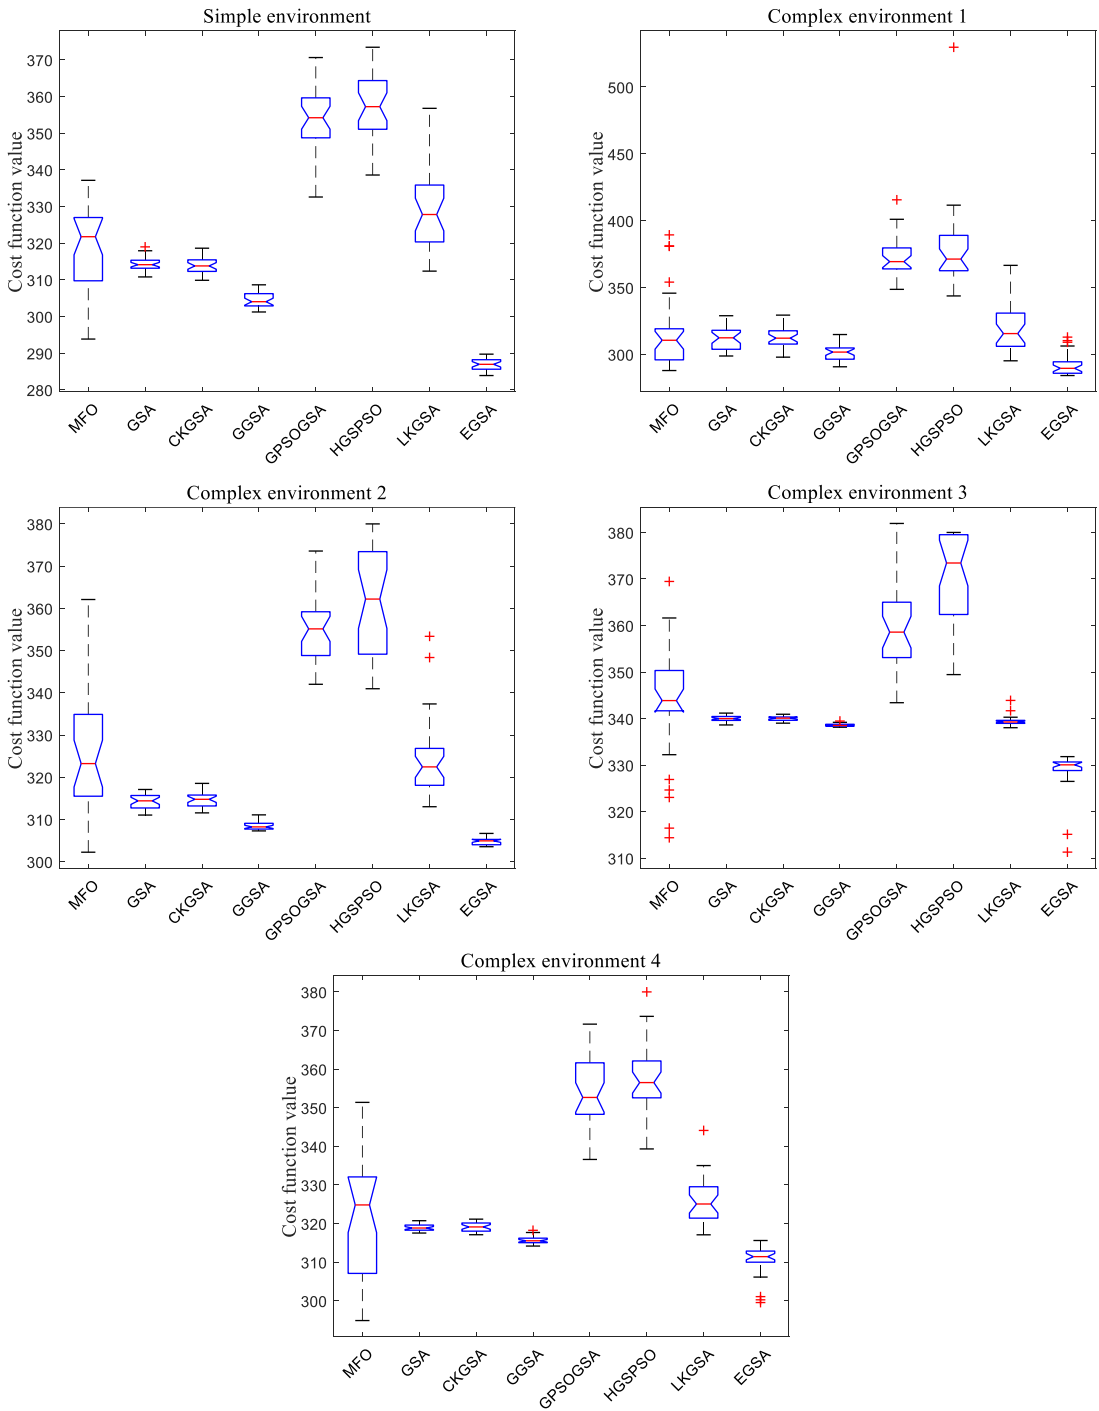 Simple environment
Cost function value
370
360
350
340
330
320
310
300
290
280
MFO
GSA
CKGSA
GGSA
GPSOGSA
HGSPSO
LKGSA
EGSA
Complex environment 1
Cost function value
500
450
400
350
300
MFO
GSA
CKGSA
GGSA
GPSOGSA
HGSPSO
LKGSA
EGSA
Complex environment 2
Cost function value
380
370
360
350
340
330
320
310
300
MFO
GSA
CKGSA
GGSA
GPSOGSA
HGSPSO
LKGSA
EGSA
Complex environment 3
Cost function value
380
370
360
350
340
330
320
310
MFO
GSA
CKGSA
GGSA
GPSOGSA
HGSPSO
LKGSA
EGSA
Complex environment 4
Cost function value
380
370
360
350
340
330
320
310
300
MFO
GSA
CKGSA
GGSA
GPSOGSA
HGSPSO
LKGSA
EGSA